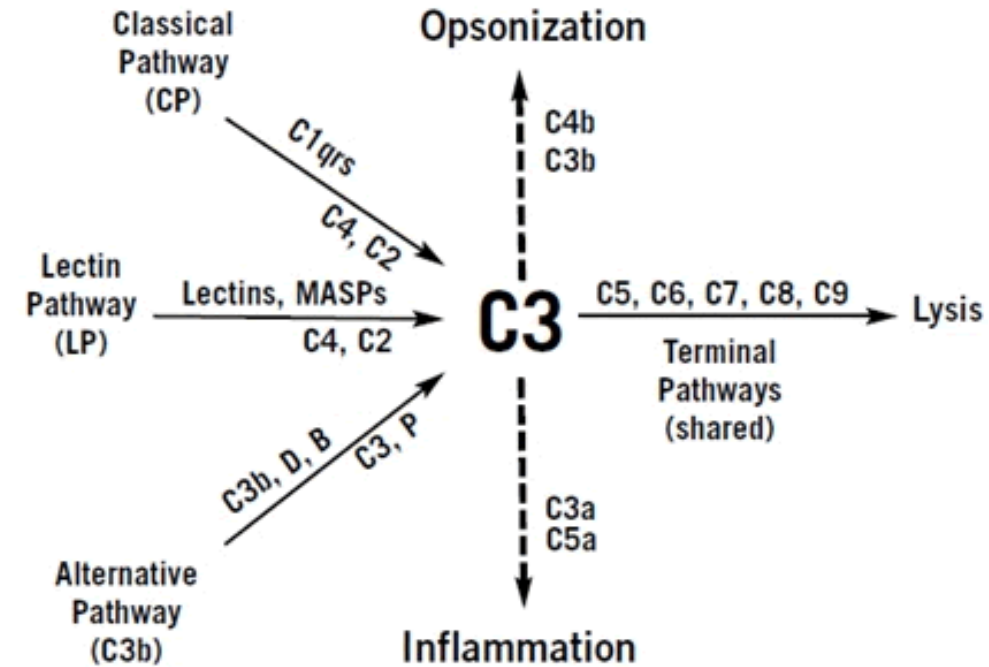 Classical
Pathway
(CP)
Opsonization
C1qrs
C4, C2
C4b
C3b
Lectin
Pathway
(LP)
Lectins, MASPs
C4, C2
C3
C5, C6, C7, C8, C9
Lysis
Terminal
Pathways
(shared)
C3b, D, B
C3, P
C3a
C5a
Alternative
Pathway
(C3b)
Inflammation